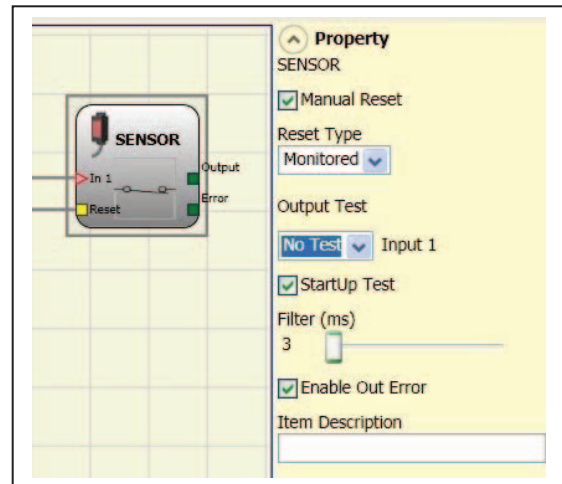 SENSOR
In 1
Reset
Output
Error
Property
SENSOR
Manual Reset
Reset Type
Monitored
Output Test
No Test Input 1
StartUp Test
Filter (ms)
3
Enable Out Error
Item Description